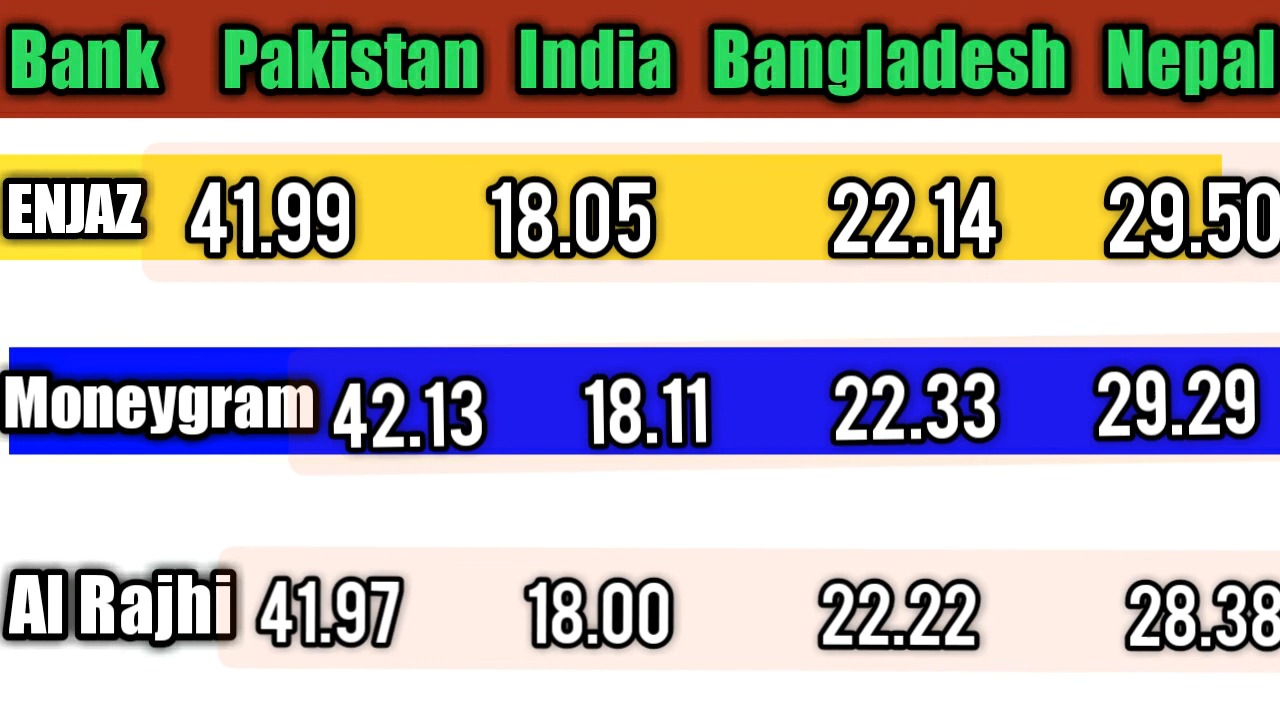 Bank Pakistan India Bangladesh Nepal
ENJAZ 41.99 18.05 22.14 29.50
Moneygram 42.13 18.11 22.33 29.29
Al Rajhi 41.97 18.00 22.22 28.38